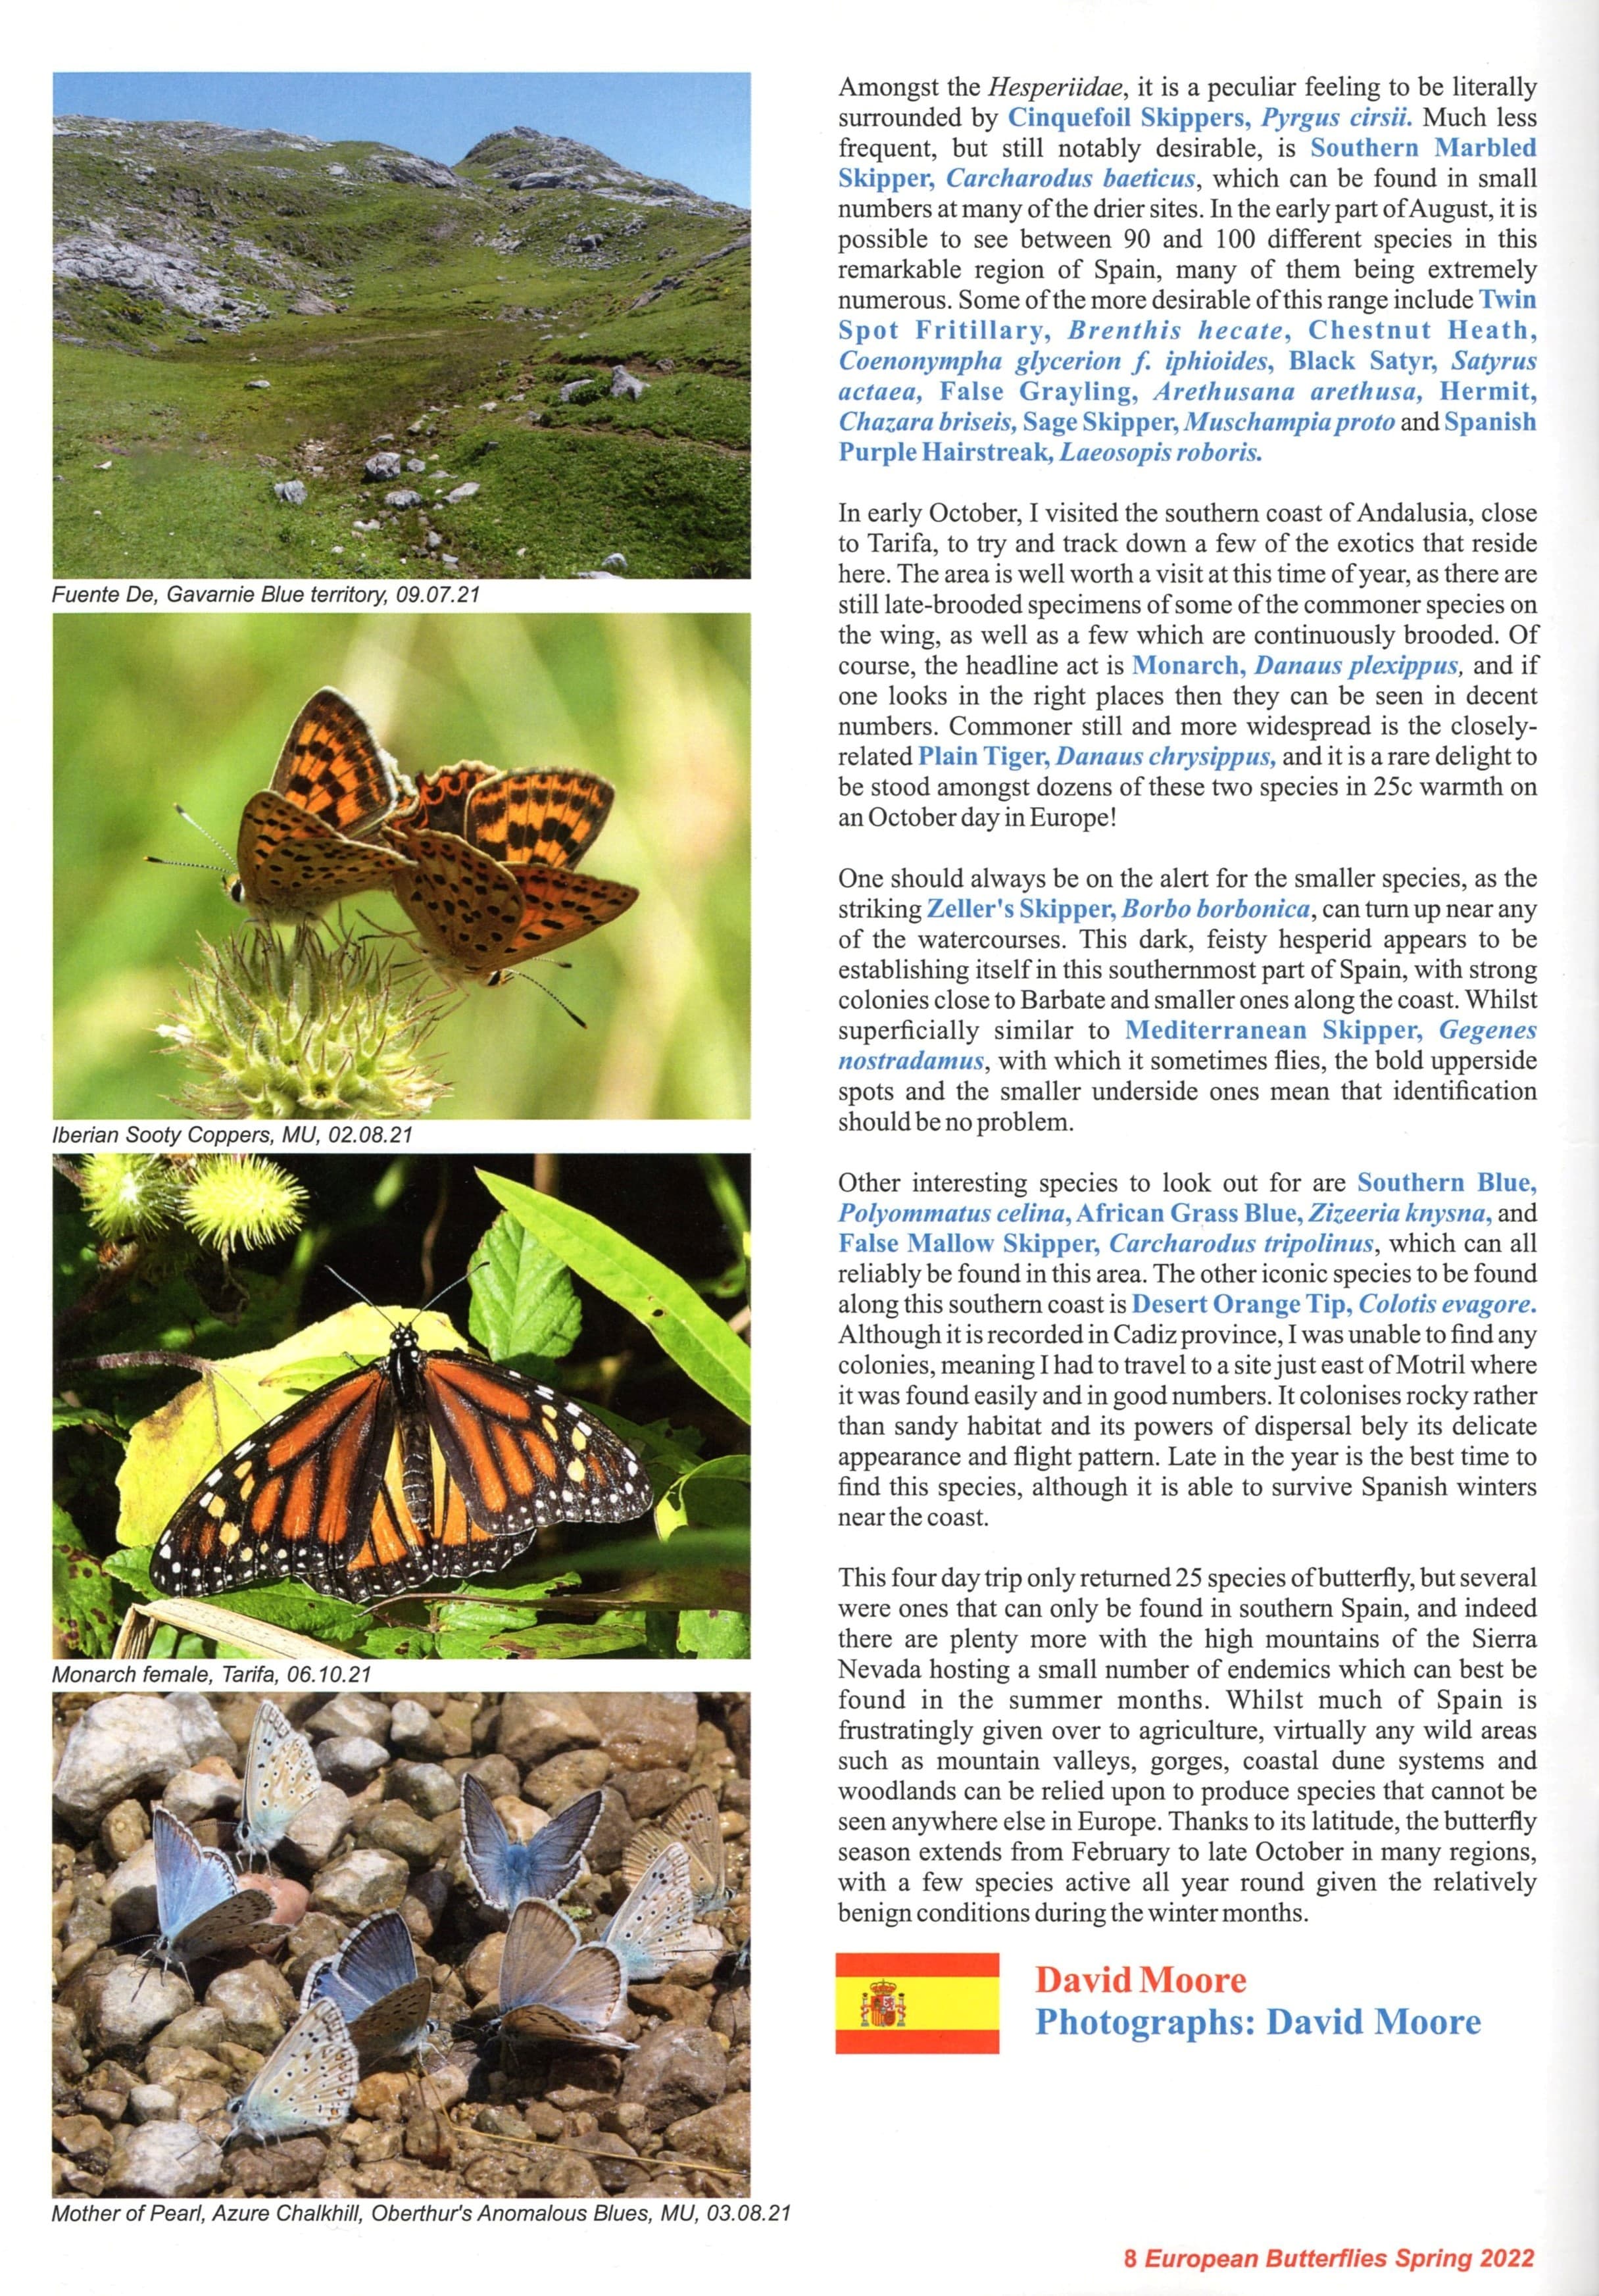 Fuente De, Gavarnie Blue territory, 09.07.21
Iberian Sooty Coppers, MU, 02.08.21
Monarch female, Tarifa, 06.10.21
Mother of Pearl, Azure Chalkhill, Oberthur's Anomalous Blues, MU, 03.08.21
Amongst the Hesperiidae, it is a peculiar feeling to be literally
surrounded by Cinquefoil Skippers, Pyrgus cirsii. Much less
frequent, but still notably desirable, is Southern Marbled
Skipper, Carcharodus baeticus, which can be found in small
numbers at many of the drier sites. In the early part of August, it is
possible to see between 90 and 100 different species in this
remarkable region of Spain, many of them being extremely
numerous. Some of the more desirable of this range include Twin
Spot Fritillary, Brenthis hecate, Chestnut Heath,
Coenonympha glycerion f. iphioides, Black Satyr, Satyrus
actaea, False Grayling, Arethusana arethusa, Hermit,
Chazara briseis, Sage Skipper, Muschampia proto and Spanish
Purple Hairstreak, Laeosopis roboris.
In early October, I visited the southern coast of Andalusia, close
to Tarifa, to try and track down a few of the exotics that reside
here. The area is well worth a visit at this time of year, as there are
still late-brooded specimens of some of the commoner species on
the wing, as well as a few which are continuously brooded. Of
course, the headline act is Monarch, Danaus plexippus, and if
one looks in the right places then they can be seen in decent
numbers. Commoner still and more widespread is the closely-
related Plain Tiger, Danaus chrysippus, and it is a rare delight to
be stood amongst dozens of these two species in 25c warmth on
an October day in Europe!
One should always be on the alert for the smaller species, as the
striking Zeller's Skipper, Borbo borbonica, can turn up near any
of the watercourses. This dark, feisty hesperid appears to be
establishing itself in this southernmost part of Spain, with strong
colonies close to Barbate and smaller ones along the coast. Whilst
superficially similar to Mediterranean Skipper, Gegenes
nostradamus, with which it sometimes flies, the bold upperside
spots and the smaller underside ones mean that identification
should be no problem.
Other interesting species to look out for are Southern Blue,
Polyommatus celina, African Grass Blue, Zizeeria knysna, and
False Mallow Skipper, Carcharodus tripolinus, which can all
reliably be found in this area. The other iconic species to be found
along this southern coast is Desert Orange Tip, Colotis evagore.
Although it is recorded in Cadiz province, I was unable to find any
colonies, meaning I had to travel to a site just east of Motril where
it was found easily and in good numbers. It colonises rocky rather
than sandy habitat and its powers of dispersal bely its delicate
appearance and flight pattern. Late in the year is the best time to
find this species, although it is able to survive Spanish winters
near the coast.
This four day trip only returned 25 species of butterfly, but several
were ones that can only be found in southern Spain, and indeed
there are plenty more with the high mountains of the Sierra
Nevada hosting a small number of endemics which can best be
found in the summer months. Whilst much of Spain is
frustratingly given over to agriculture, virtually any wild areas
such as mountain valleys, gorges, coastal dune systems and
woodlands can be relied upon to produce species that cannot be
seen anywhere else in Europe. Thanks to its latitude, the butterfly
season extends from February to late October in many regions,
with a few species active all year round given the relatively
benign conditions during the winter months.
David Moore
Photographs: David Moore
8 European Butterflies Spring 2022